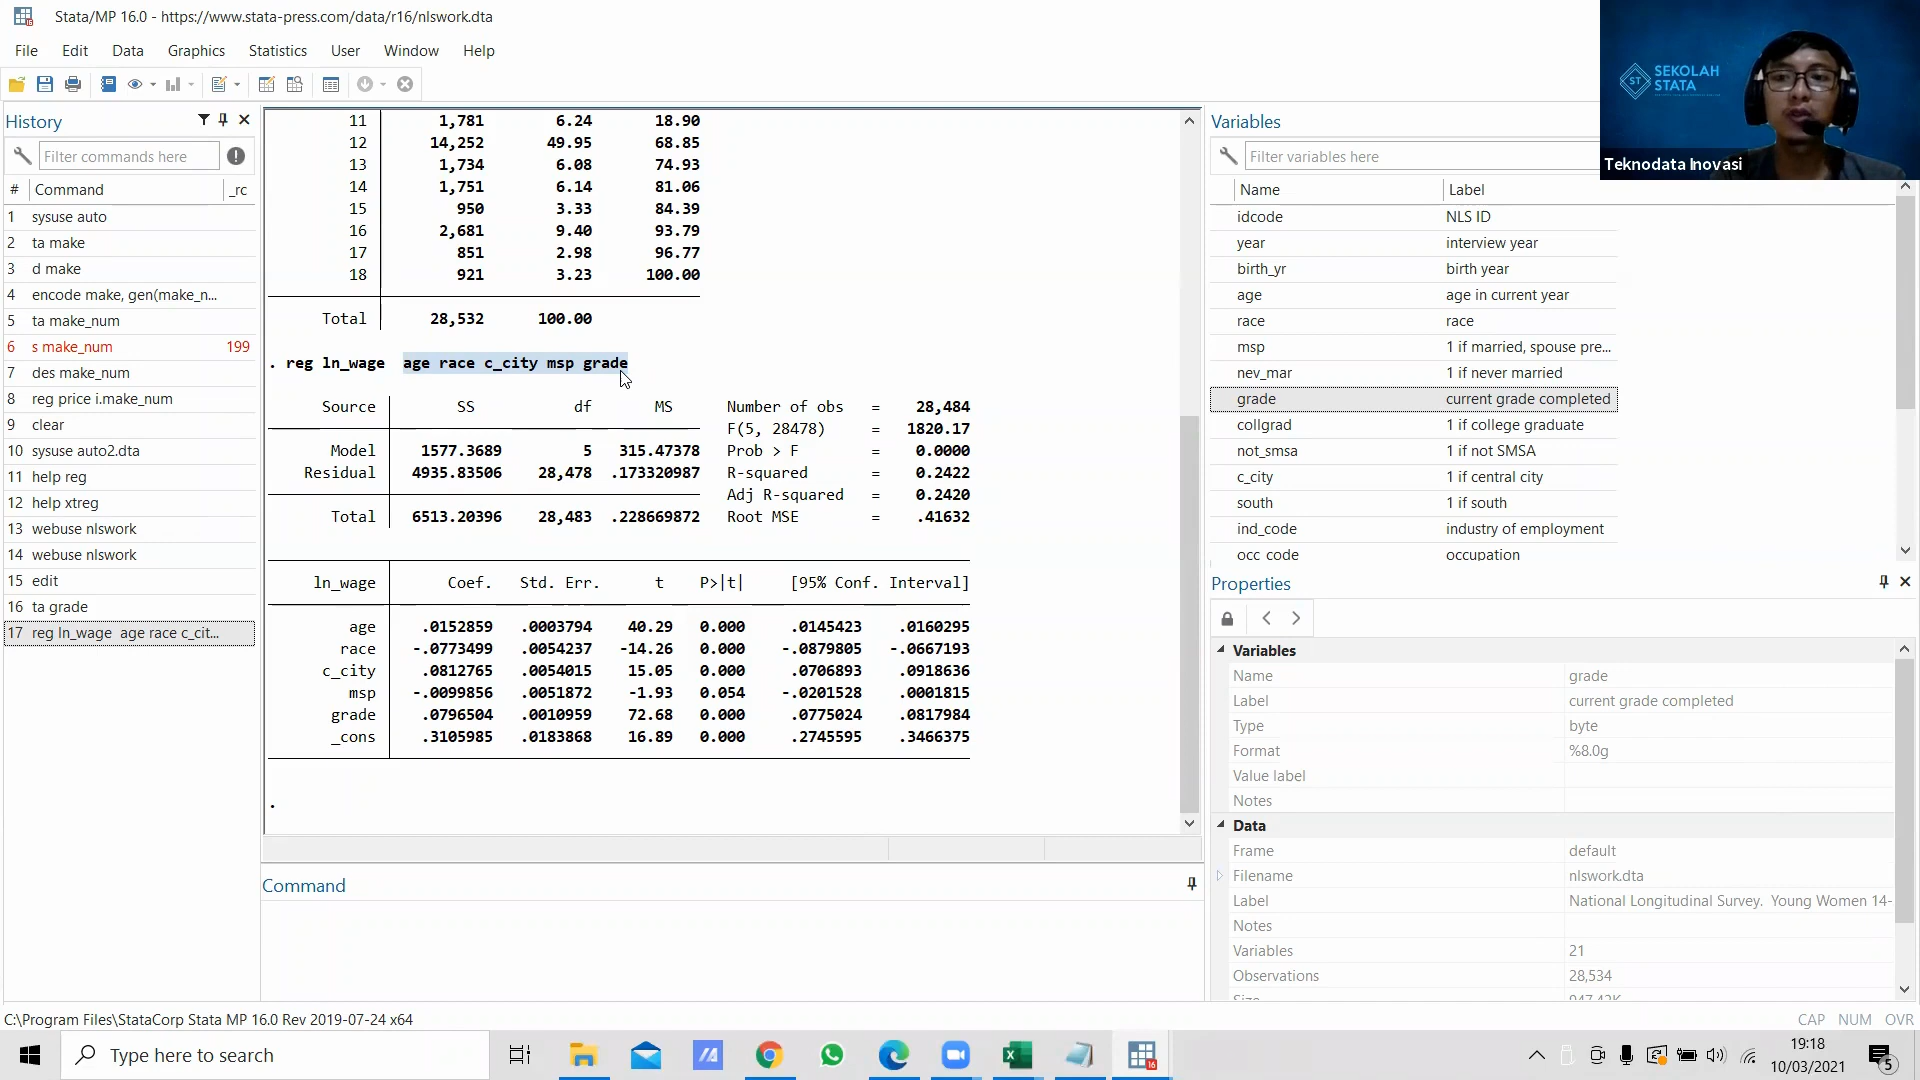 Stata/MP 16.0 - https://www.stata-press.com/data/r16/nlswork.dta
File Edit Data Graphics Statistics User Window Help
SEKOLAH
STATA
ST
Teknodata Inovasi
History
Filter commands here
# Command _rc
1 sysuse auto
2 ta make
3 d make
4 encode make, gen(make_n...
5 ta make_num
6 s make_num 199
7 des make_num
8 reg price i.make_num
9 clear
10 sysuse auto2.dta
11 help reg
12 help xtreg
13 webuse nlswork
14 webuse nlswork
15 edit
16 ta grade
17 reg ln_wage age race c_cit...
11 1,781 6.24 18.90
12 14,252 49.95 68.85
13 1,734 6.08 74.93
14 1,751 6.14 81.06
15 950 3.33 84.39
16 2,681 9.40 93.79
17 851 2.98 96.77
18 921 3.23 100.00
Total 28,532 100.00
. reg ln_wage age race c_city msp grade
Source SS df MS Number of obs = 28,484
F(5, 28478) = 1820.17
Model 1577.3689 5 315.47378 Prob > F = 0.0000
Residual 4935.83506 28,478 .173320987 R-squared = 0.2422
Adj R-squared = 0.2420
Total 6513.20396 28,483 .228669872 Root MSE = .41632
ln_wage Coef. Std. Err. t P>|t| [95% Conf. Interval]
age .0152859 .0003794 40.29 0.000 .0145423 .0160295
race -.0773499 .0054237 -14.26 0.000 -.0879805 -.0667193
c_city .0812765 .0054015 15.05 0.000 .0706893 .0918636
msp -.0099856 .0051872 -1.93 0.054 -.0201528 .0001815
grade .0796504 .0010959 72.68 0.000 .0775024 .0817984
_cons .3105985 .0183868 16.89 0.000 .2745595 .3466375
.
Command
Variables
Filter variables here
Name Label
idcode NLS ID
year interview year
birth_yr birth year
age age in current year
race race
msp 1 if married, spouse pre...
nev_mar 1 if never married
grade current grade completed
collgrad 1 if college graduate
not_smsa 1 if not SMSA
c_city 1 if central city
south 1 if south
ind_code industry of employment
occ_code occupation
Properties
Variables
Name grade
Label current grade completed
Type byte
Format %8.0g
Value label
Notes
Data
Frame default
Filename nlswork.dta
Label National Longitudinal Survey. Young Women 14-
Notes
Variables 21
Observations 28,534
Size 947.42K
C:\Program Files\StataCorp Stata MP 16.0 Rev 2019-07-24 x64
CAP NUM OVR
Type here to search
16
19:18
10/03/2021
5